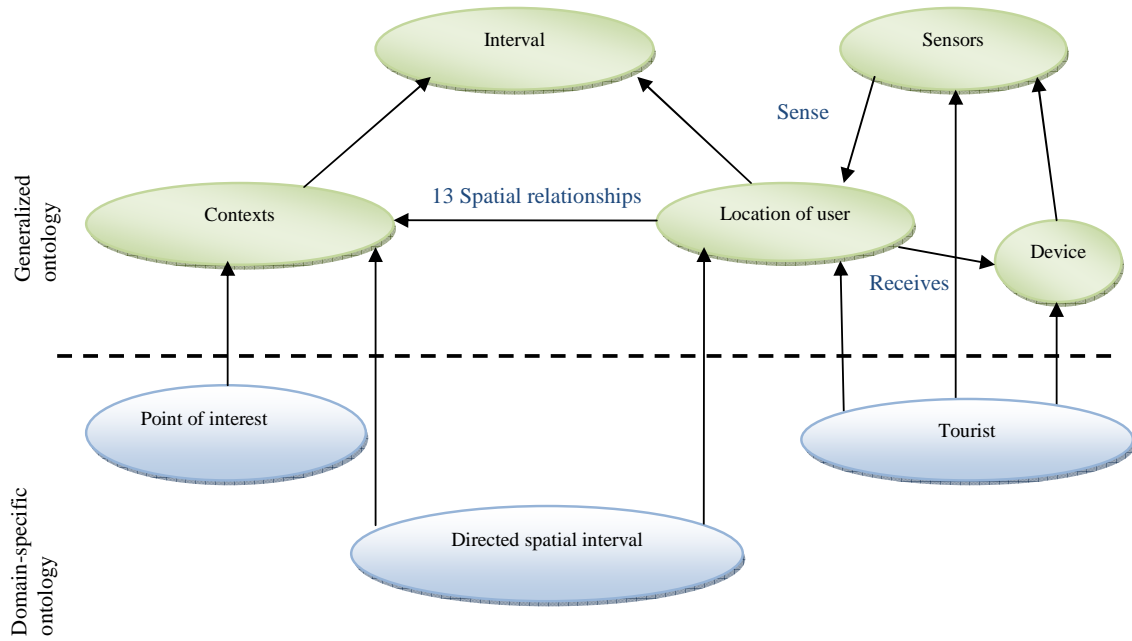 Interval
Sensors
Sense
13 Spatial relationships
Contexts
Location of user
Device
Receives
Generalized
ontology
Point of interest
Tourist
Directed spatial interval
Domain-specific
ontology